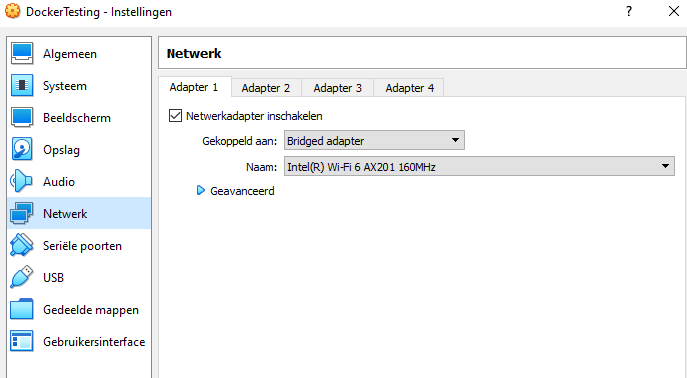 DockerTesting - Instellingen
?
Algemeen
Systeem
Beeldscherm
Opslag
Audio
Netwerk
Seriële poorten
USB
Gedeelde mappen
Gebruikersinterface
Netwerk
Adapter 1 Adapter 2 Adapter 3 Adapter 4
Netwerkadapter inschakelen
Gekoppeld aan: Bridged adapter
Naam: Intel(R) Wi-Fi 6 AX201 160MHz
Geavanceerd